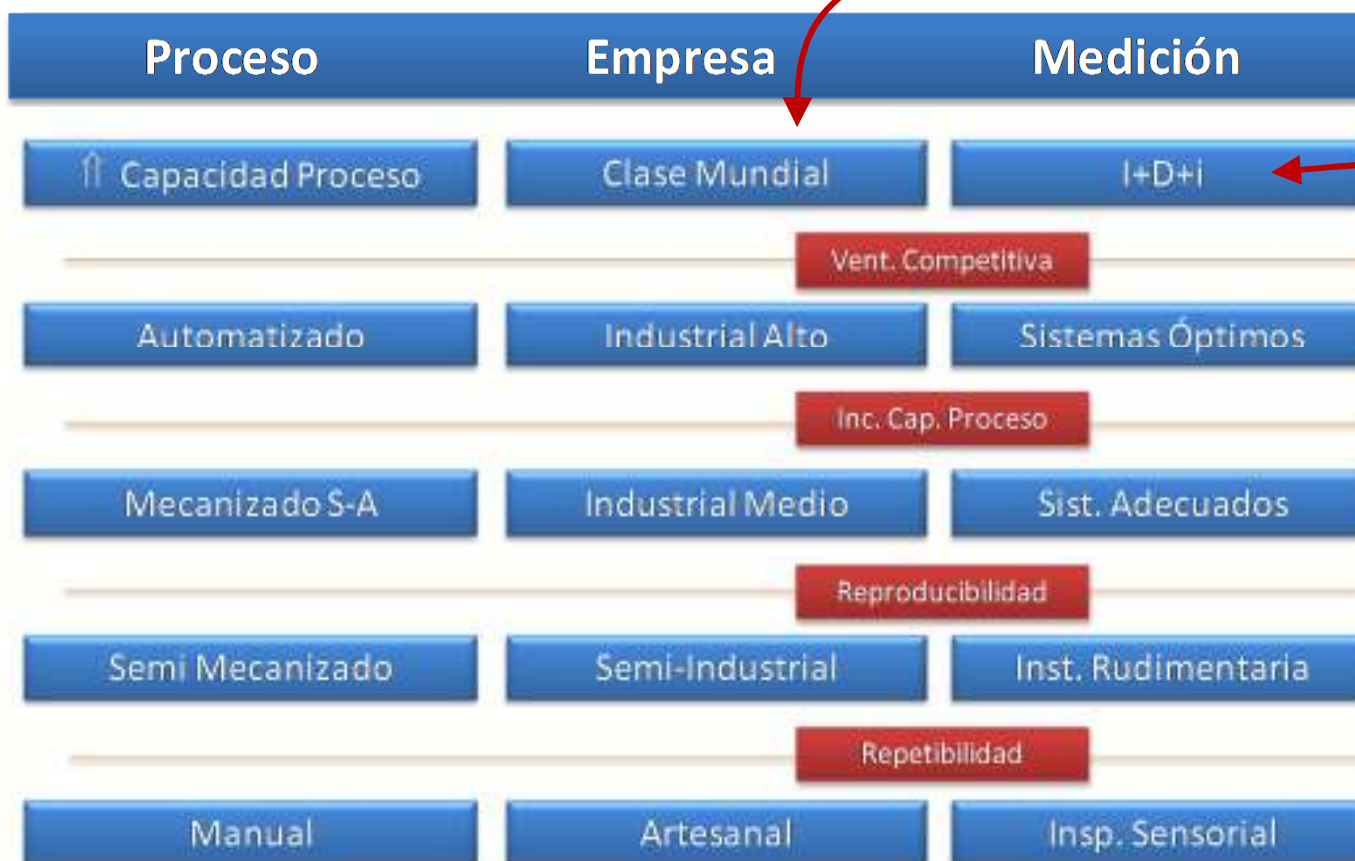 Proceso Empresa Medición
⇑ Capacidad Proceso Clase Mundial I+D+i
Vent. Competitiva
Automatizado Industrial Alto Sistemas Óptimos
Inc. Cap. Proceso
Mecanizado S-A Industrial Medio Sist. Adecuados
Reproducibilidad
Semi Mecanizado Semi-Industrial Inst. Rudimentaria
Repetibilidad
Manual Artesanal Insp. Sensorial